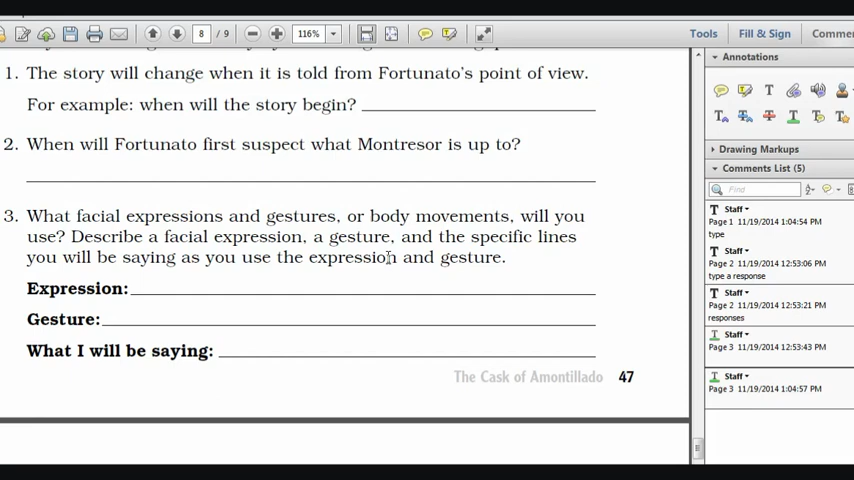 8 / 9
116%
Tools
Fill & Sign
Comme
1. The story will change when it is told from Fortunato's point of view.
For example: when will the story begin?
2. When will Fortunato first suspect what Montresor is up to?
3. What facial expressions and gestures, or body movements, will you
use? Describe a facial expression, a gesture, and the specific lines
you will be saying as you use the expression and gesture.
Expression:
Gesture:
What I will be saying:
The Cask of Amontillado 47
Annotations
Drawing Markups
Comments List (5)
Find
Staff
Page 1 11/19/2014 1:04:54 PM
type
Staff
Page 2 11/19/2014 12:53:06 PM
type a response
Staff
Page 2 11/19/2014 12:53:21 PM
responses
Staff
Page 3 11/19/2014 12:53:43 PM
Staff
Page 3 11/19/2014 1:04:57 PM